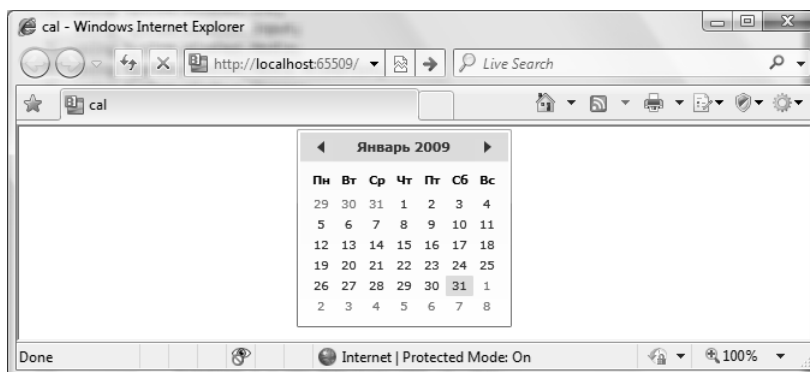 cal - Windows Internet Explorer
http://localhost:65509/
Live Search
cal
Январь 2009
Пн Вт Ср Чт Пт Сб Вс
29 30 31 1 2 3 4
5 6 7 8 9 10 11
12 13 14 15 16 17 18
19 20 21 22 23 24 25
26 27 28 29 30 31 1
2 3 4 5 6 7 8
Done Internet | Protected Mode: On 100%